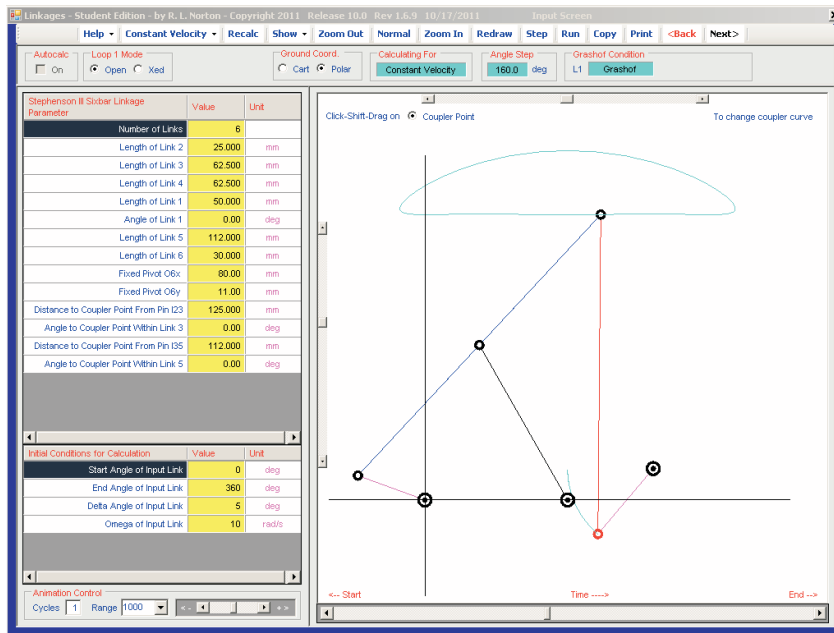 Linkages - Student Edition - by R. L. Norton - Copyright 2011 Release 10.0 Rev 1.6.9 10/17/2011 Input Screen
Help Constant Velocity Recalc Show Zoom Out Normal Zoom In Redraw Step Run Copy Print <Back Next>
Autocalc Loop 1 Mode Ground Coord. Calculating For Angle Step Grashof Condition
On Open Xed Cart Polar Constant Velocity 160.0 deg L1 Grashof
Stephenson III Sixbar Linkage
Parameter Value Unit
Number of Links 6
Length of Link 2 25.000 mm
Length of Link 3 62.500 mm
Length of Link 4 62.500 mm
Length of Link 1 50.000 mm
Angle of Link 1 0.00 deg
Length of Link 5 112.000 mm
Length of Link 6 30.000 mm
Fixed Pivot O6x 80.00 mm
Fixed Pivot O6y 11.00 mm
Distance to Coupler Point From Pin I23 125.000 mm
Angle to Coupler Point Within Link 3 0.00 deg
Distance to Coupler Point From Pin I35 112.000 mm
Angle to Coupler Point Within Link 5 0.00 deg
Initial Conditions for Calculation Value Unit
Start Angle of Input Link 0 deg
End Angle of Input Link 360 deg
Delta Angle of Input Link 5 deg
Omega of Input Link 10 rad/s
Animation Control
Cycles 1 Range 1000 <- +>
Click-Shift-Drag on Coupler Point To change coupler curve
<-- Start Time ----> End -->